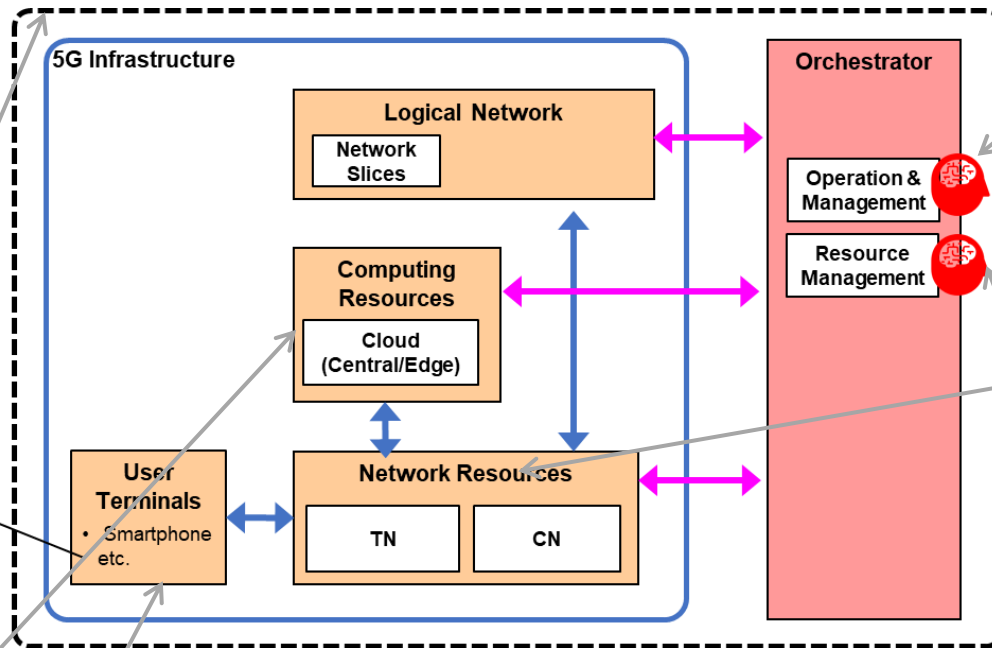 5G Infrastructure
Logical Network
Network
Slices
Computing
Resources
Cloud
(Central/Edge)
User
Terminals
• Smartphone
etc.
Network Resources
TN
CN
Orchestrator
Operation &
Management
Resource
Management